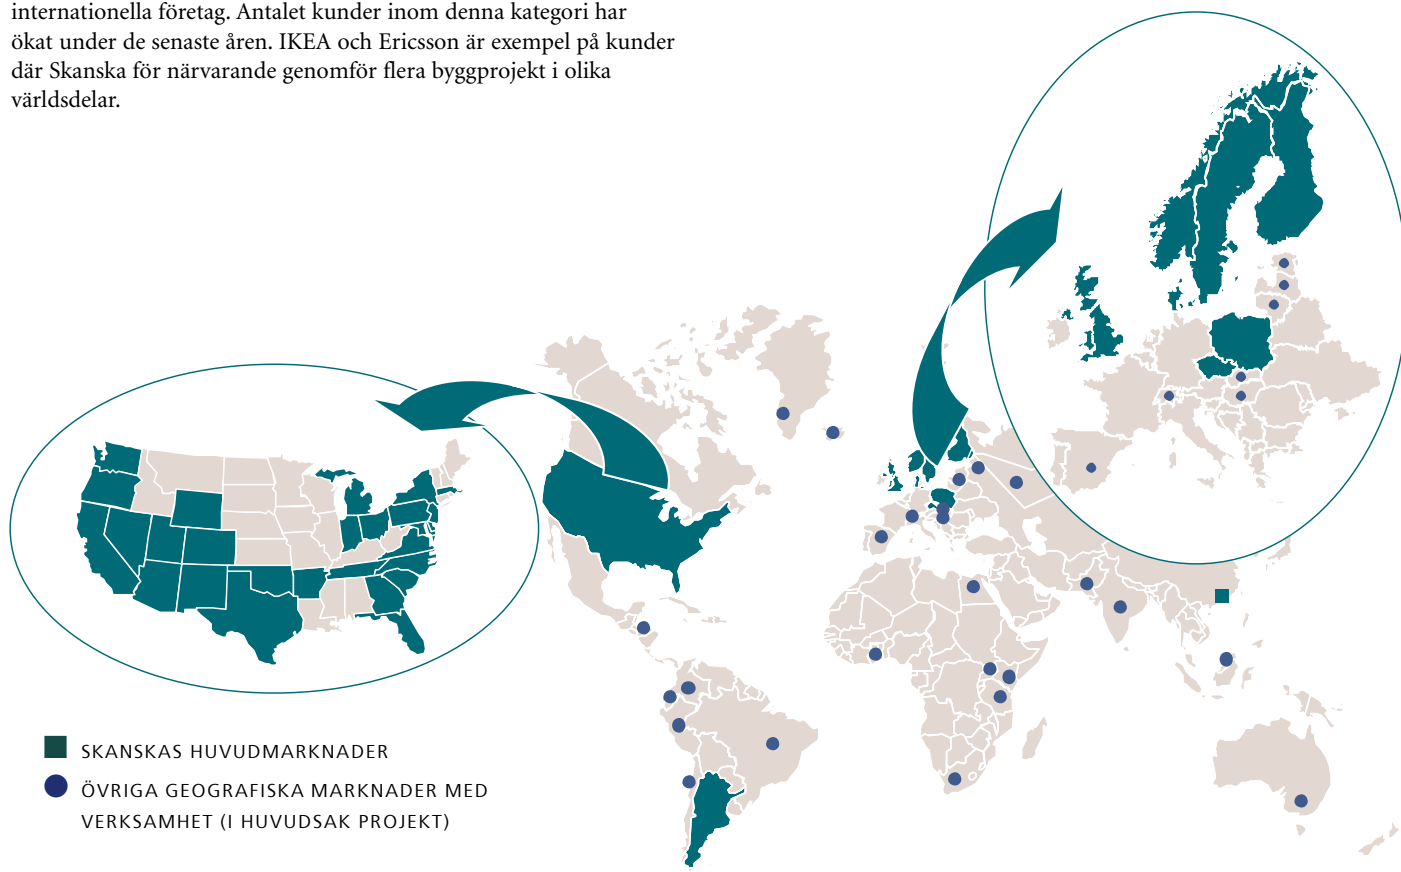 internationella företag. Antalet kunder inom denna kategori har
ökat under de senaste åren. IKEA och Ericsson är exempel på kunder
där Skanska för närvarande genomför flera byggprojekt i olika
världsdelar.
SKANSKAS HUVUDMARKNADER
ÖVRIGA GEOGRAFISKA MARKNADER MED
VERKSAMHET (I HUVUDSAK PROJEKT)